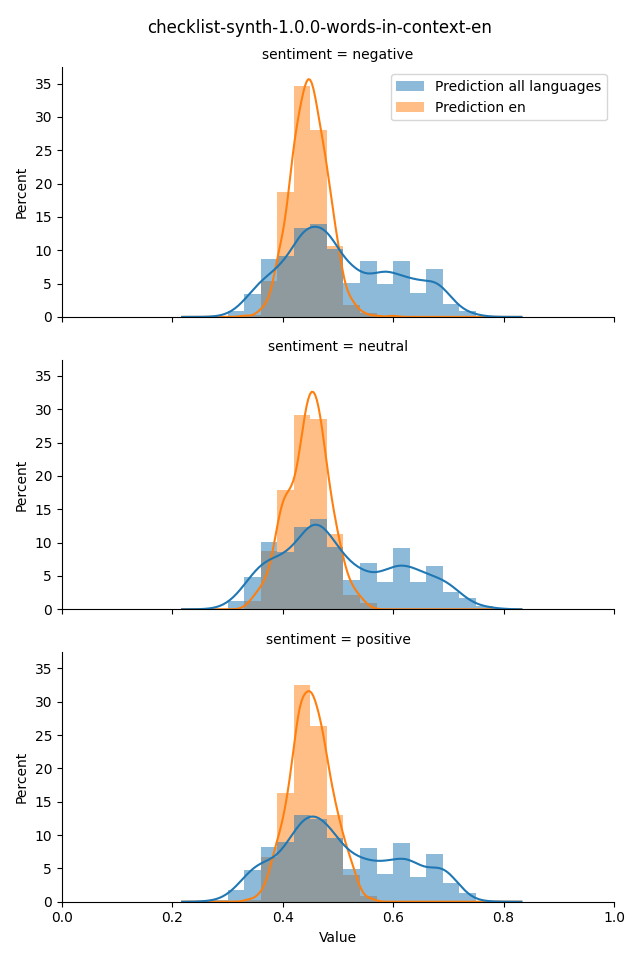 checklist-synth-1.0.0-words-in-context-en
sentiment = negative
Prediction all languages
Prediction en
35
30
25
20
15
10
5
0
Percent
sentiment = neutral
35
30
25
20
15
10
5
0
Percent
sentiment = positive
35
30
25
20
15
10
5
0
Percent
0.0 0.2 0.4 0.6 0.8 1.0
Value